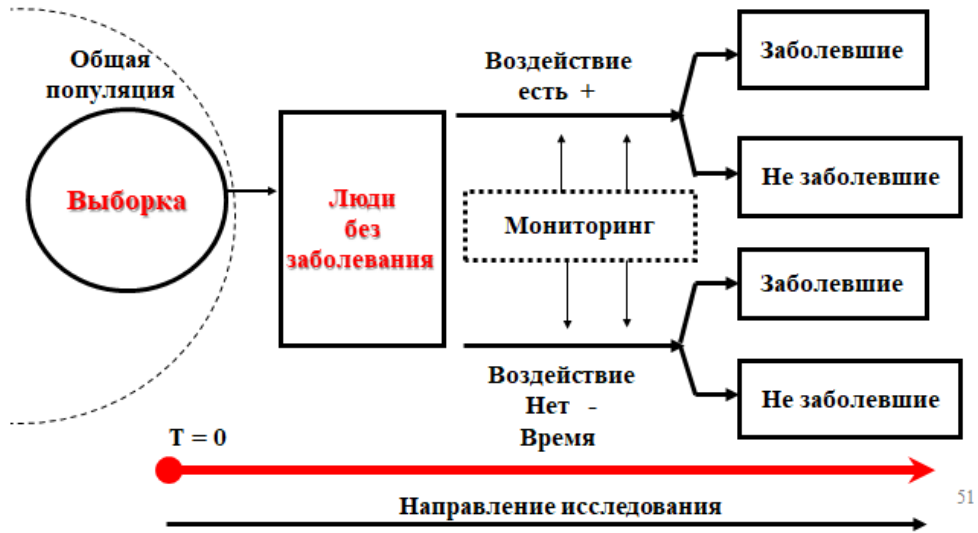 Общая
популяция
Выборка
Люди
без
заболевания
Воздействие
есть +
Мониторинг
Воздействие
Нет -
Время
Заболевшие
Не заболевшие
Заболевшие
Не заболевшие
T = 0
Направление исследования
51